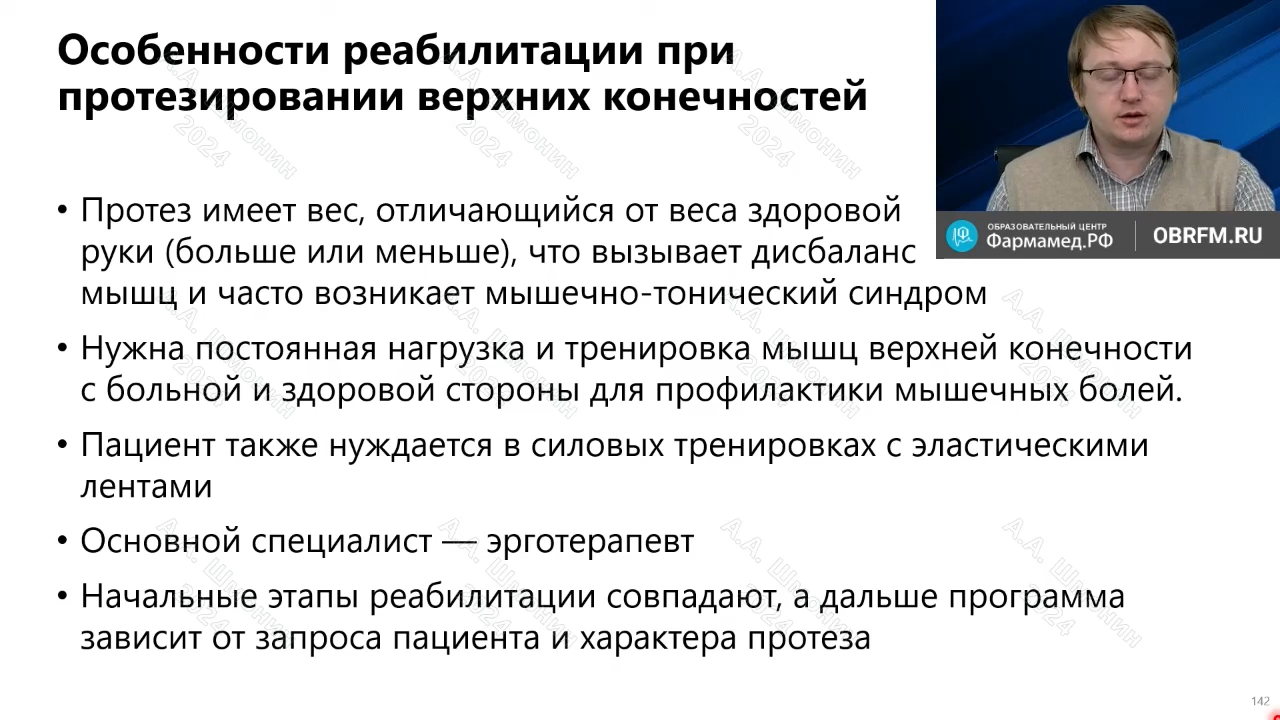 Особенности реабилитации при
протезировании верхних конечностей
ОБРАЗОВАТЕЛЬНЫЙ ЦЕНТР
Фармамед.РФ
OBRFM.RU
• Протез имеет вес, отличающийся от веса здоровой
руки (больше или меньше), что вызывает дисбаланс
мышц и часто возникает мышечно-тонический синдром
• Нужна постоянная нагрузка и тренировка мышц верхней конечности
с больной и здоровой стороны для профилактики мышечных болей.
• Пациент также нуждается в силовых тренировках с эластическими
лентами
• Основной специалист — эрготерапевт
• Начальные этапы реабилитации совпадают, а дальше программа
зависит от запроса пациента и характера протеза
А.А. Шмонин
2024
142